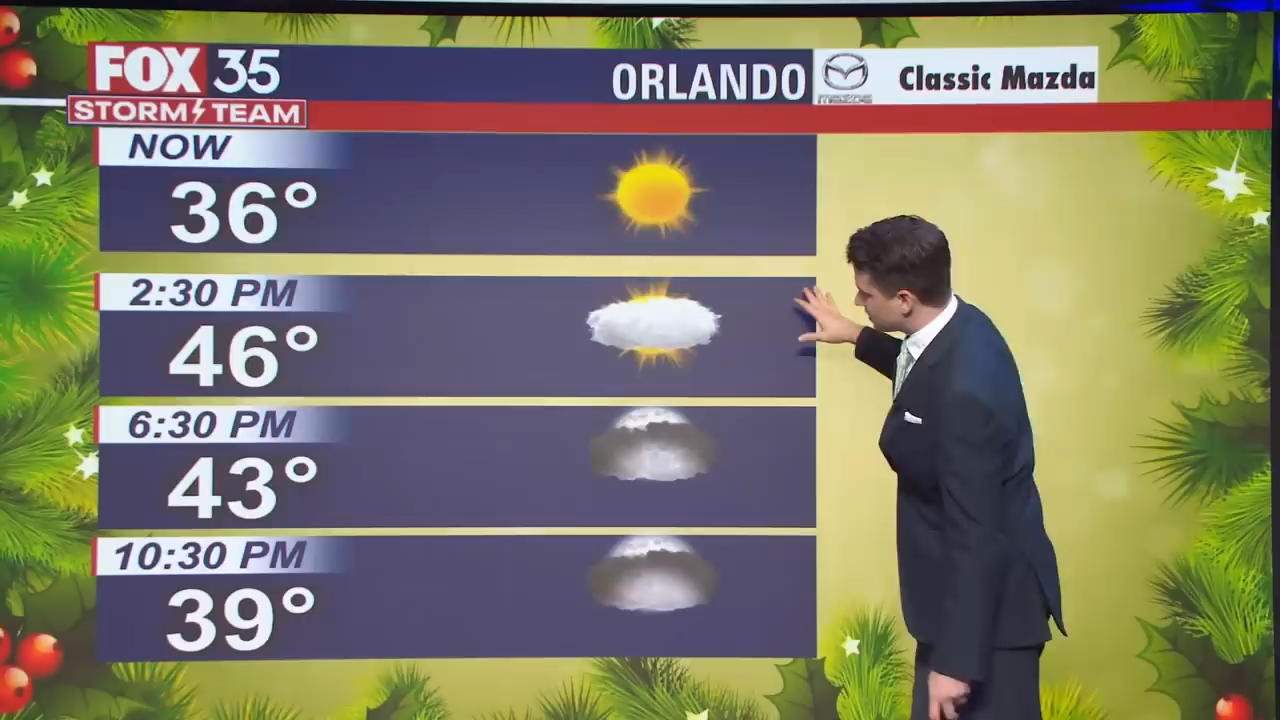 FOX 35
STORM TEAM
ORLANDO
mazda
Classic Mazda
NOW
36°
2:30 PM
46°
6:30 PM
43°
10:30 PM
39°